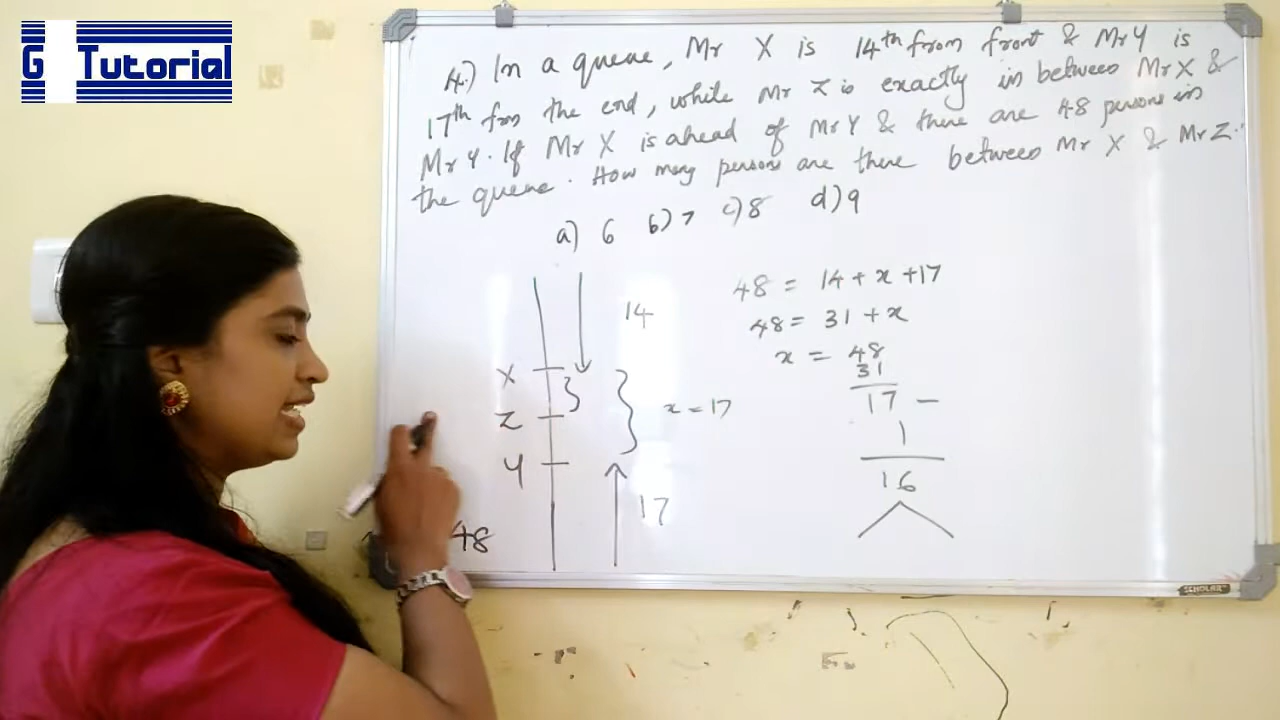 G Tutorial
4.) In a queue, Mr X is 14th from front & Mr Y is
17th from the end, while Mr Z is exactly in between Mr X &
Mr Y. If Mr X is ahead of Mr Y & there are 48 persons in
the queue. How many persons are there between Mr X & Mr Z.
a) 6 b) 7 c) 8 d) 9
48 = 14 + x + 17
14
48 = 31 + x
x = 48
31
X
17 –
x = 17
Z
1
Y
16
17
48
SCHOLAR